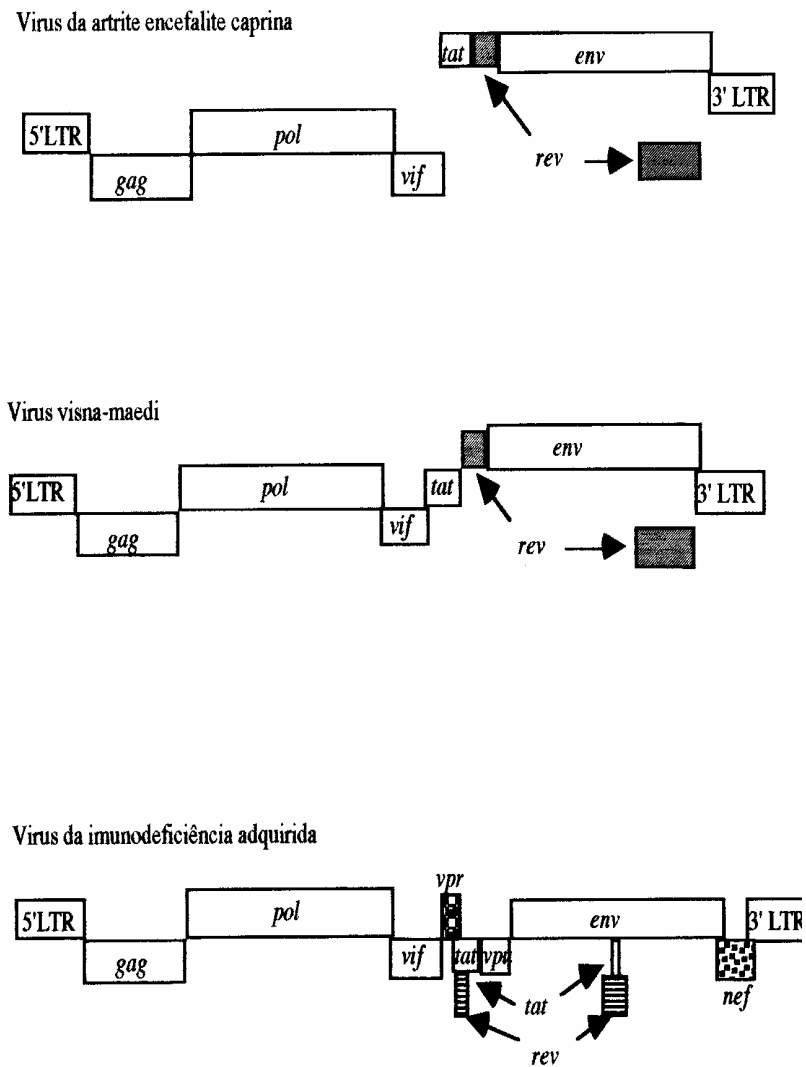 Virus da artrite encefalite caprina
tat env
3' LTR
5'LTR pol
rev
gag vif
Virus visna-maedi
env
5'LTR pol tat 3' LTR
gag vif rev
Virus da imunodeficiência adquirida
vpr
5'LTR pol env 3' LTR
gag vif tat vpu
tat nef
rev